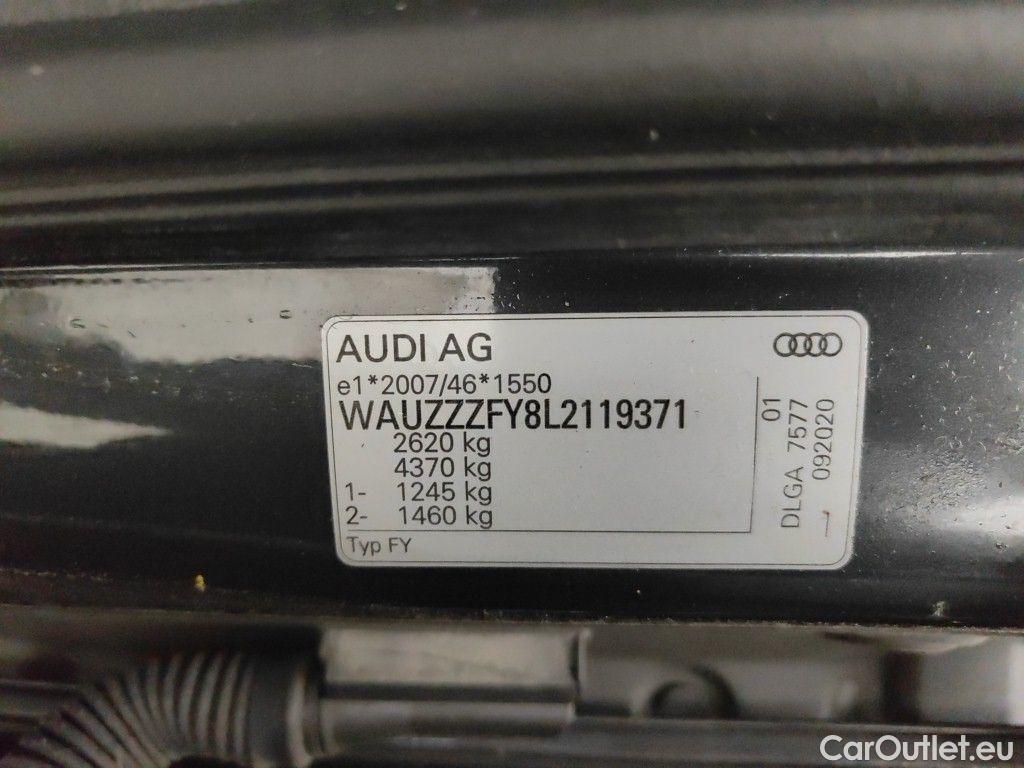 AUDI AG
e1*2007/46*1550
WAUZZZFY8L2119371
2620 kg
4370 kg
1- 1245 kg
2- 1460 kg
Typ FY
01
DLGA 7577
092020
CarOutlet.eu